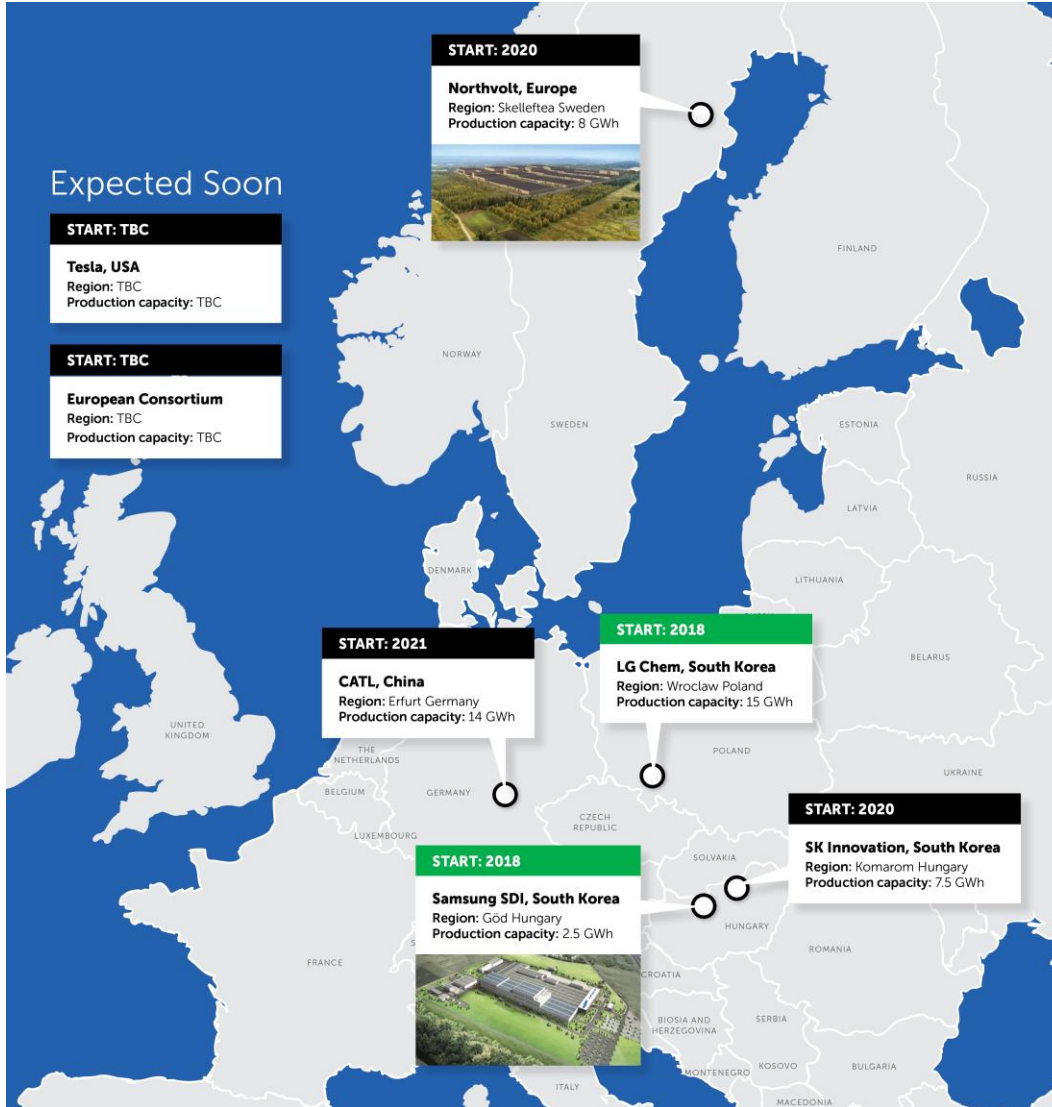 START: 2020
Northvolt, Europe
Region: Skelleftea Sweden
Production capacity: 8 GWh
Expected Soon
START: TBC
Tesla, USA
Region: TBC
Production capacity: TBC
START: TBC
European Consortium
Region: TBC
Production capacity: TBC
FINLAND
NORWAY
SWEDEN
ESTONIA
RUSSIA
LATVIA
DENMARK
LITHUANIA
BELARUS
UNITED
KINGDOM
START: 2021
CATL, China
Region: Erfurt Germany
Production capacity: 14 GWh
START: 2018
LG Chem, South Korea
Region: Wroclaw Poland
Production capacity: 15 GWh
THE
NETHERLANDS
BELGIUM
GERMANY
POLAND
UKRAINE
LUXEMBOURG
CZECH
REPUBLIC
SOLVAKIA
START: 2020
SK Innovation, South Korea
Region: Komarom Hungary
Production capacity: 7.5 GWh
START: 2018
Samsung SDI, South Korea
Region: Göd Hungary
Production capacity: 2.5 GWh
HUNGARY
ROMANIA
FRANCE
CROATIA
BIOSIA AND
HERZEGOVINA
SERBIA
MONTENEGRO
KOSOVO
BULGARIA
ITALY
MACEDONIA